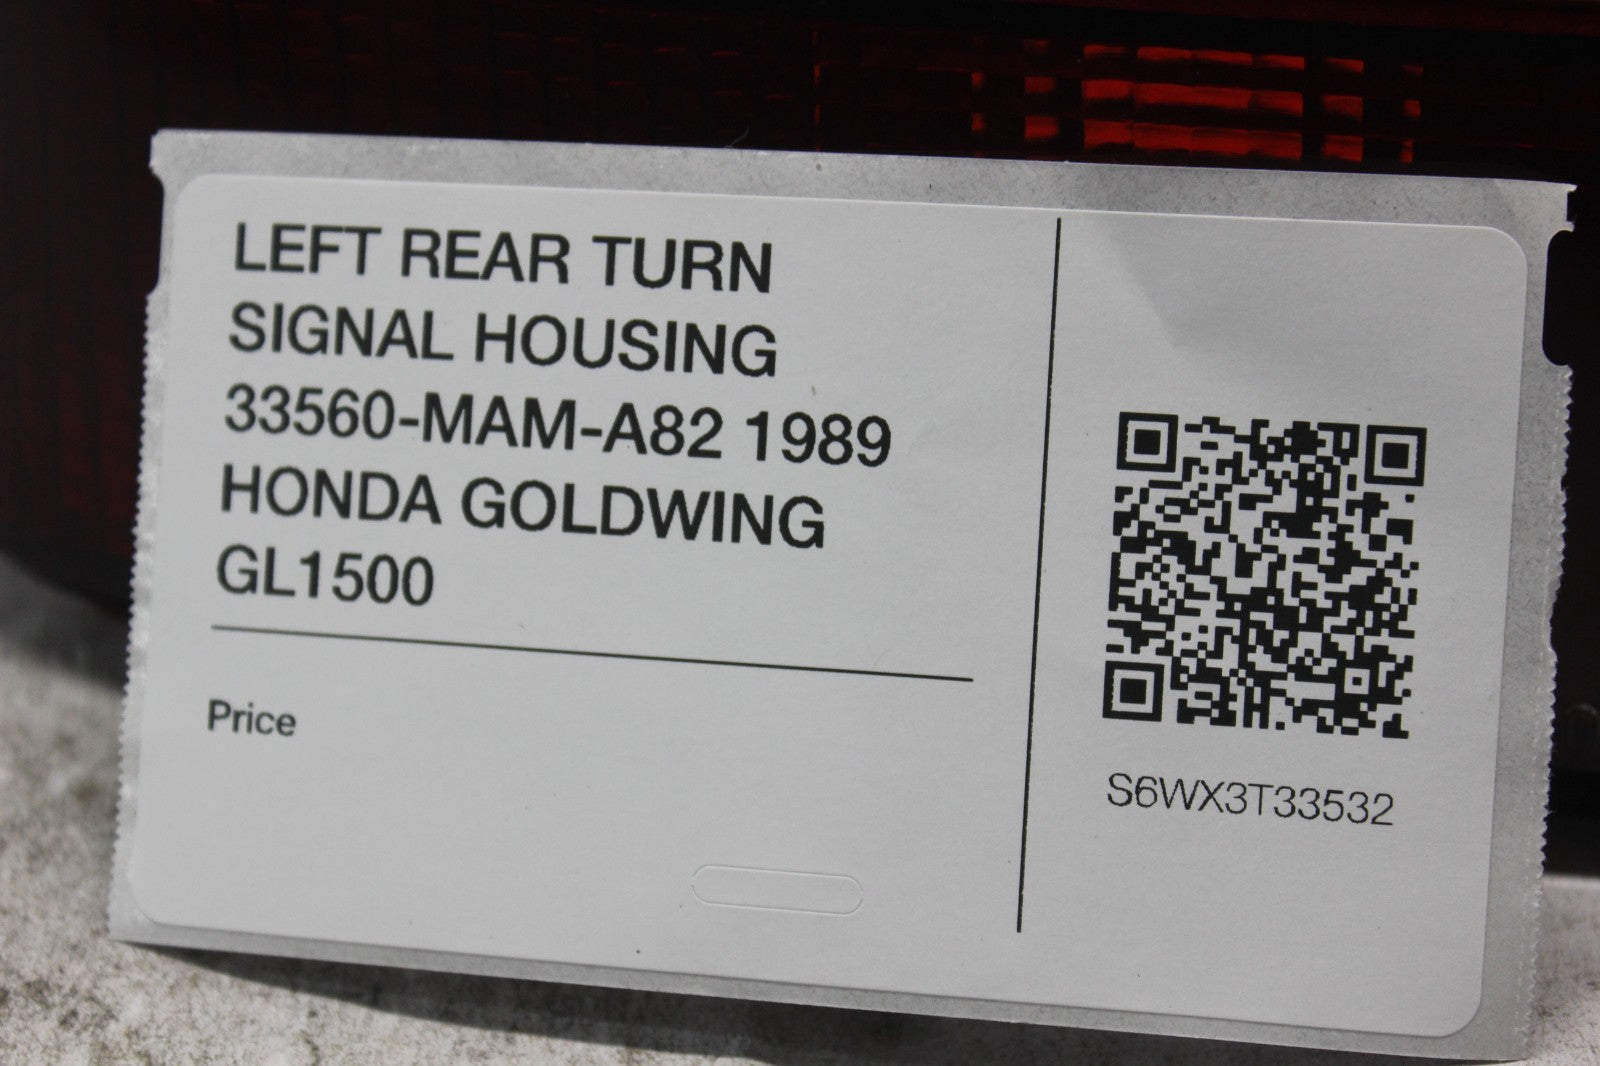 LEFT REAR TURN
SIGNAL HOUSING
33560-MAM-A82 1989
HONDA GOLDWING
GL1500
Price
S6WX3T33532